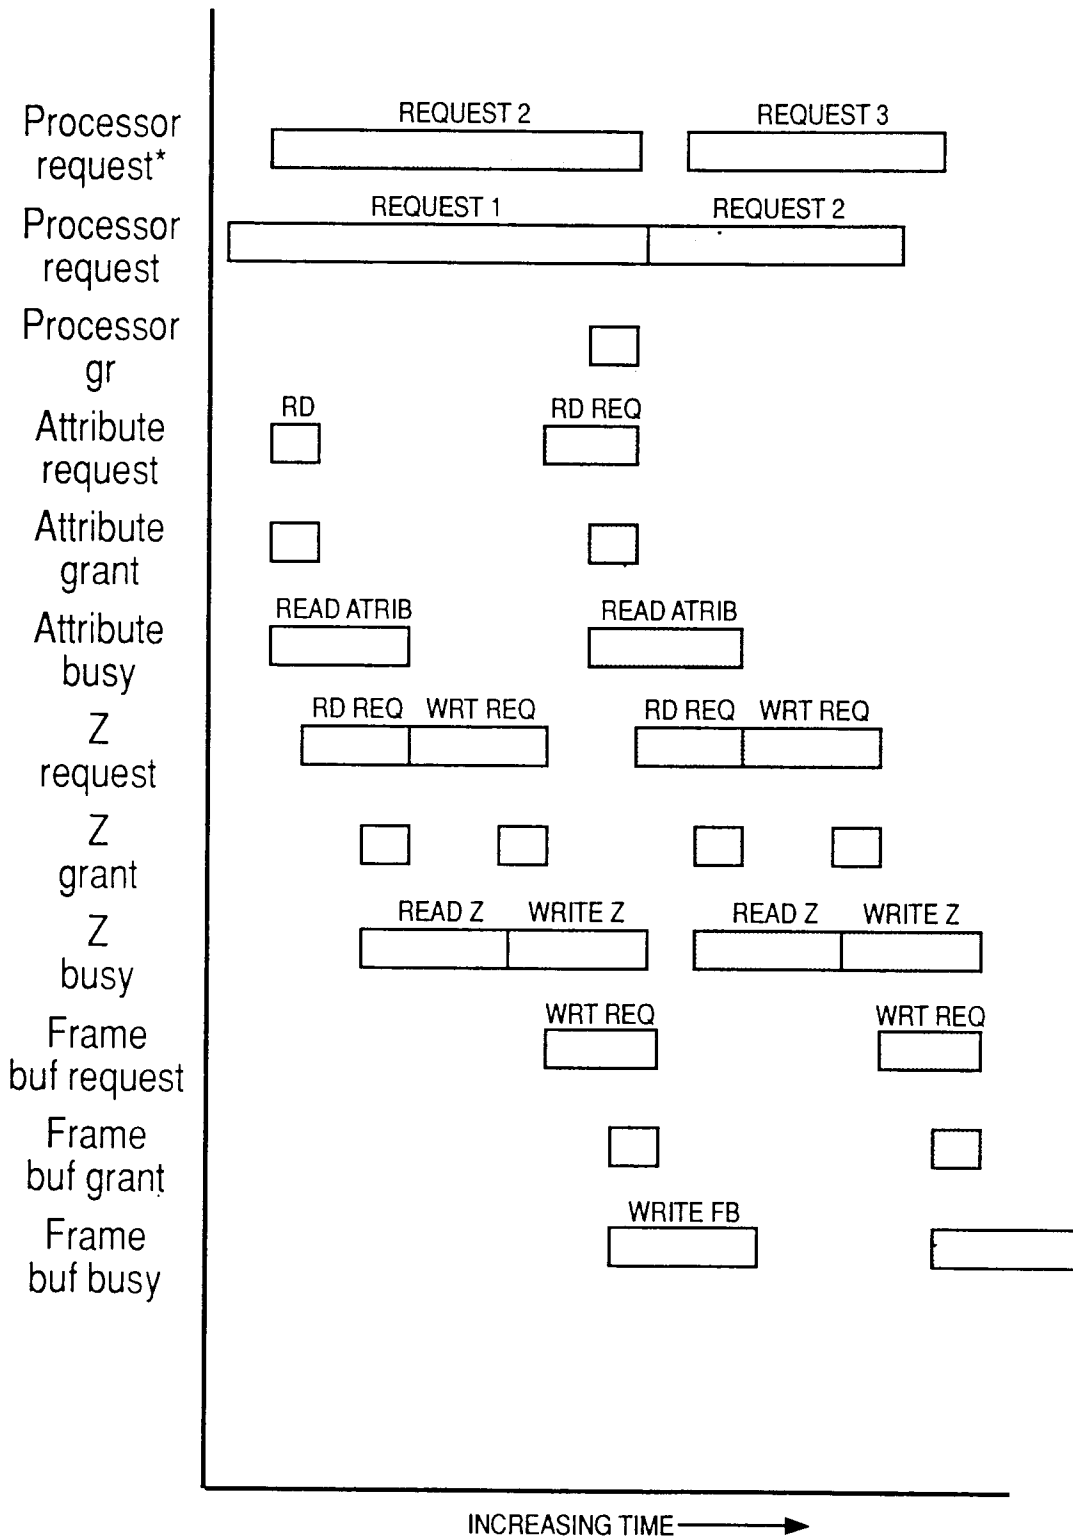 REQUEST 2 REQUEST 3
Processor
request*
REQUEST 1 REQUEST 2
Processor
request
Processor
gr
RD RD REQ
Attribute
request
Attribute
grant
READ ATRIB READ ATRIB
Attribute
busy
RD REQ WRT REQ RD REQ WRT REQ
Z
request
Z
grant
READ Z WRITE Z READ Z WRITE Z
Z
busy
WRT REQ WRT REQ
Frame
buf request
Frame
buf grant
WRITE FB
Frame
buf busy
INCREASING TIME